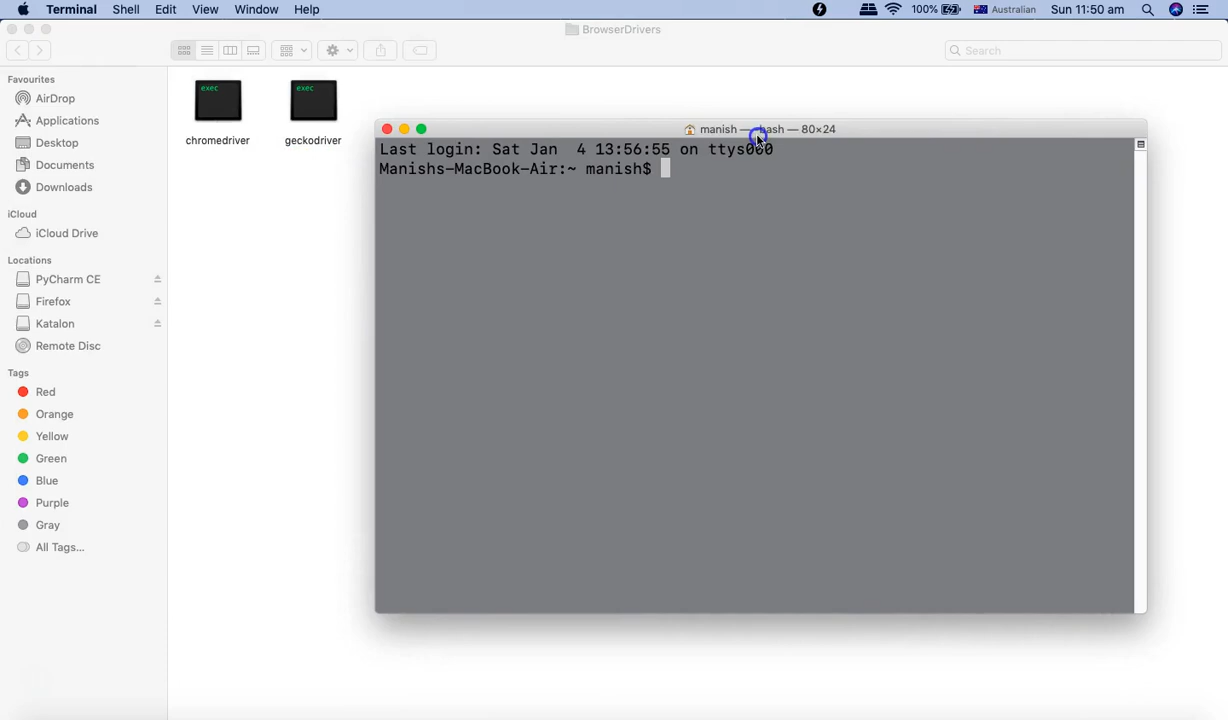 Terminal Shell Edit View Window Help 100% Australian Sun 11:50 am
BrowserDrivers
Search
Favourites
AirDrop
Applications
Desktop
Documents
Downloads
iCloud
iCloud Drive
Locations
PyCharm CE
Firefox
Katalon
Remote Disc
Tags
Red
Orange
Yellow
Green
Blue
Purple
Gray
All Tags...
exec exec
chromedriver geckodriver
manish — -bash — 80×24
Last login: Sat Jan  4 13:56:55 on ttys000
Manishs-MacBook-Air:~ manish$